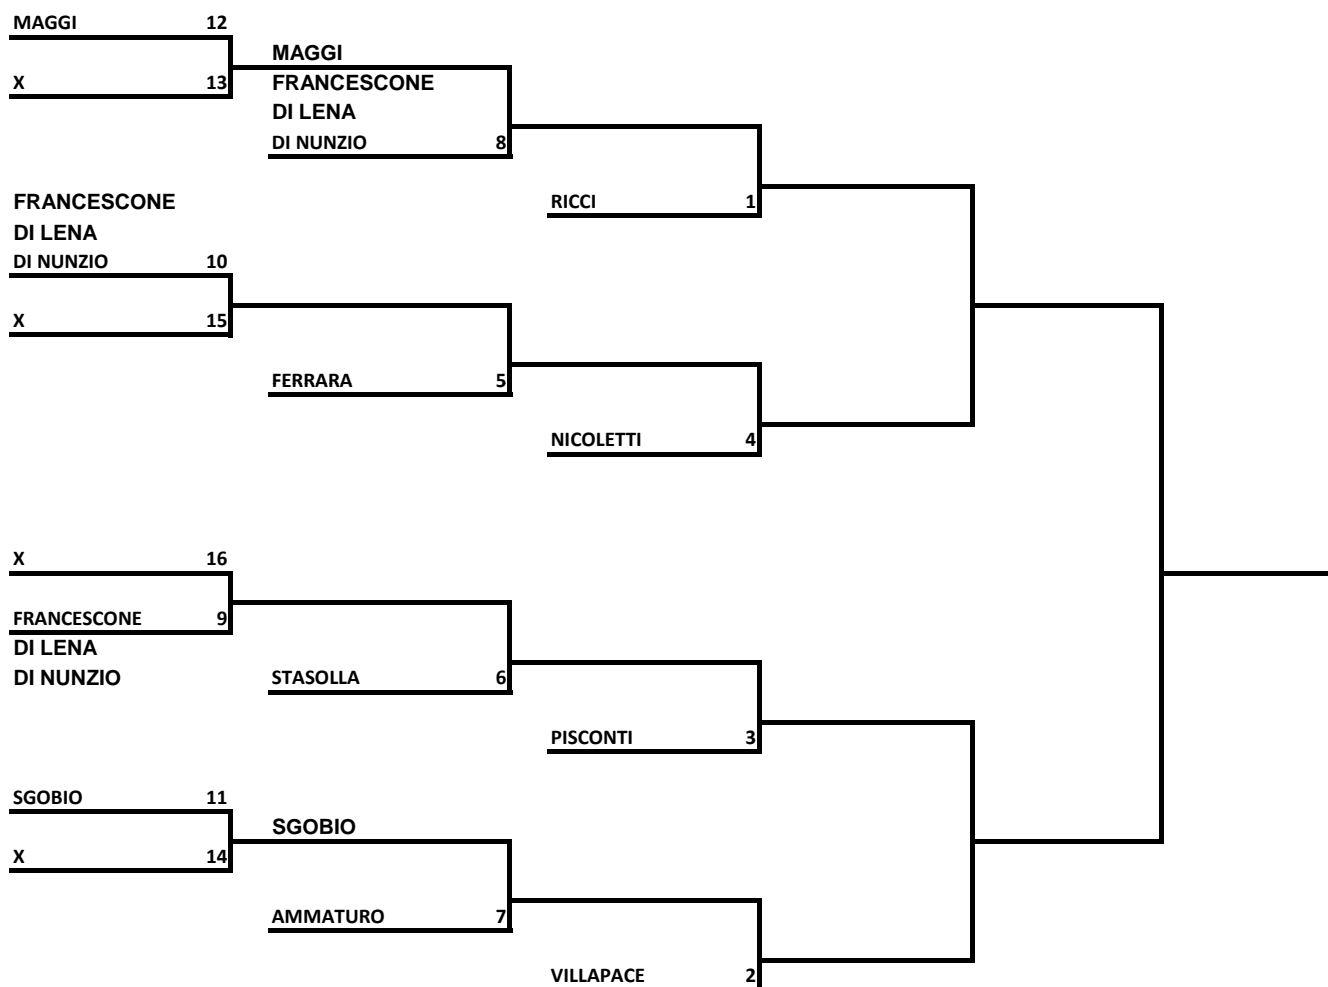 MAGGI 12
MAGGI
X 13
FRANCESCONE
DI LENA
DI NUNZIO 8
FRANCESCONE
RICCI 1
DI LENA
DI NUNZIO 10
X 15
FERRARA 5
NICOLETTI 4
X 16
FRANCESCONE 9
DI LENA
DI NUNZIO
STASOLLA 6
PISCONTI 3
SGOBIO 11
SGOBIO
X 14
AMMATURO 7
VILLAPACE 2